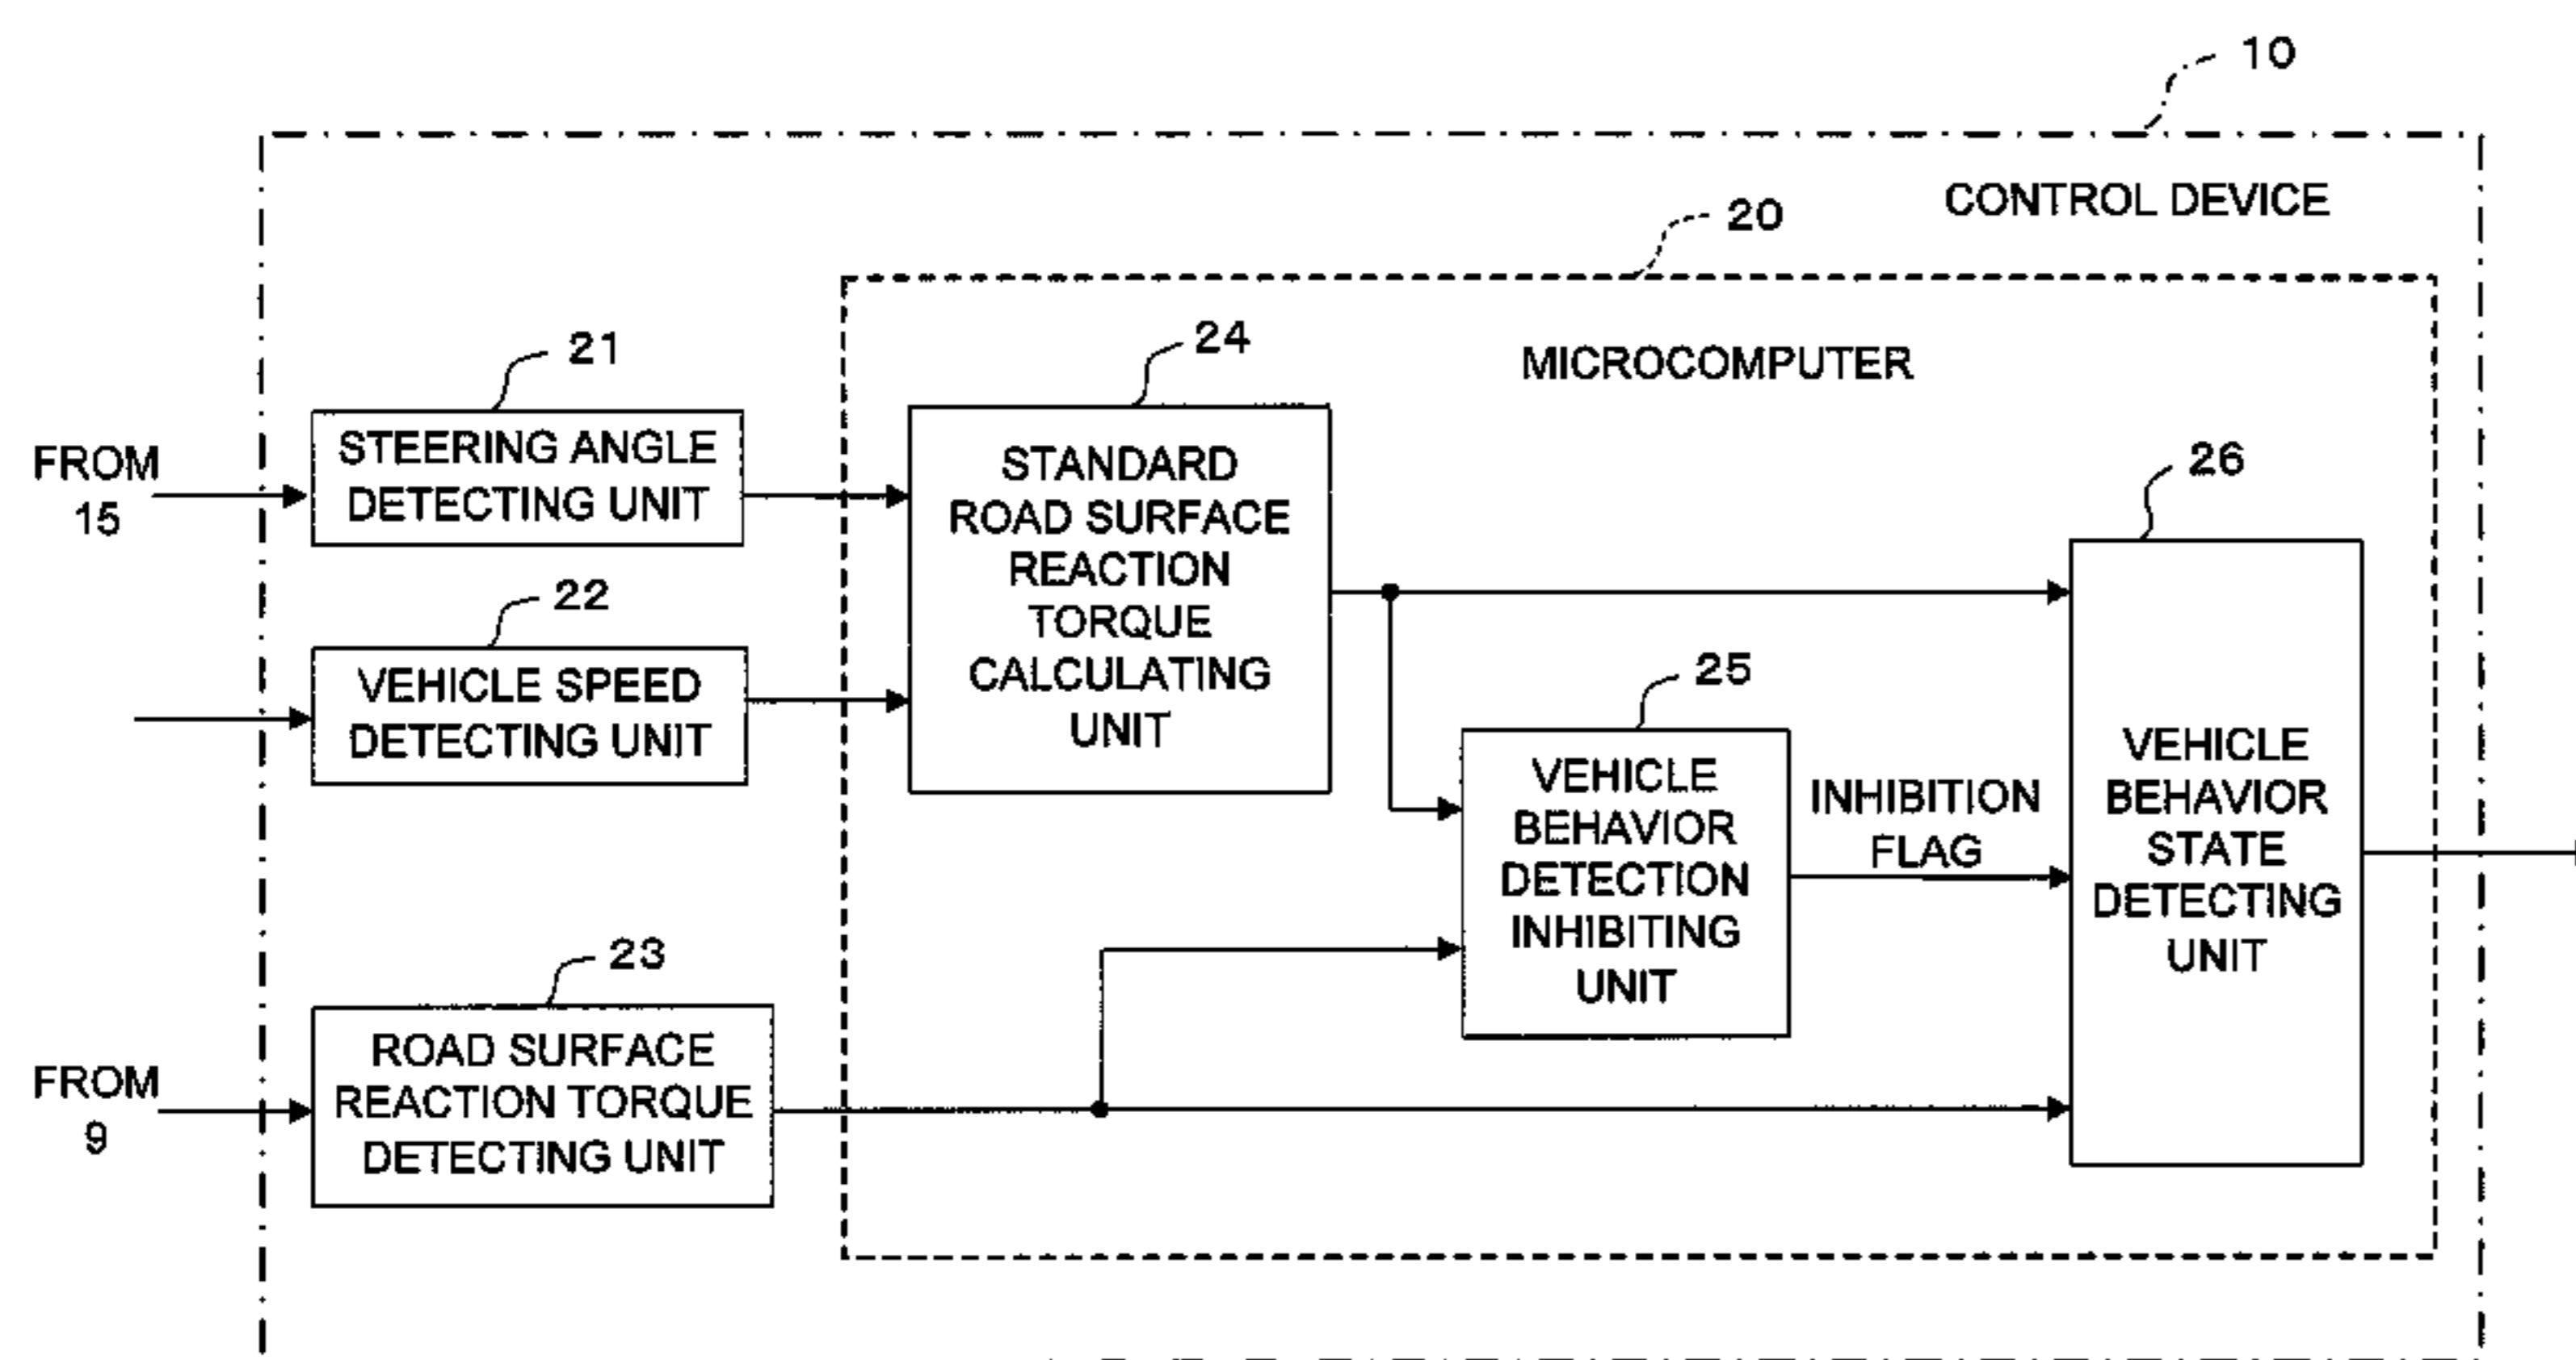 10
CONTROL DEVICE
20
MICROCOMPUTER
21
STEERING ANGLE
DETECTING UNIT
FROM
15
22
VEHICLE SPEED
DETECTING UNIT
23
ROAD SURFACE
REACTION TORQUE
DETECTING UNIT
FROM
9
24
STANDARD
ROAD SURFACE
REACTION
TORQUE
CALCULATING
UNIT
25
VEHICLE
BEHAVIOR
DETECTION
INHIBITING
UNIT
INHIBITION
FLAG
26
VEHICLE
BEHAVIOR
STATE
DETECTING
UNIT